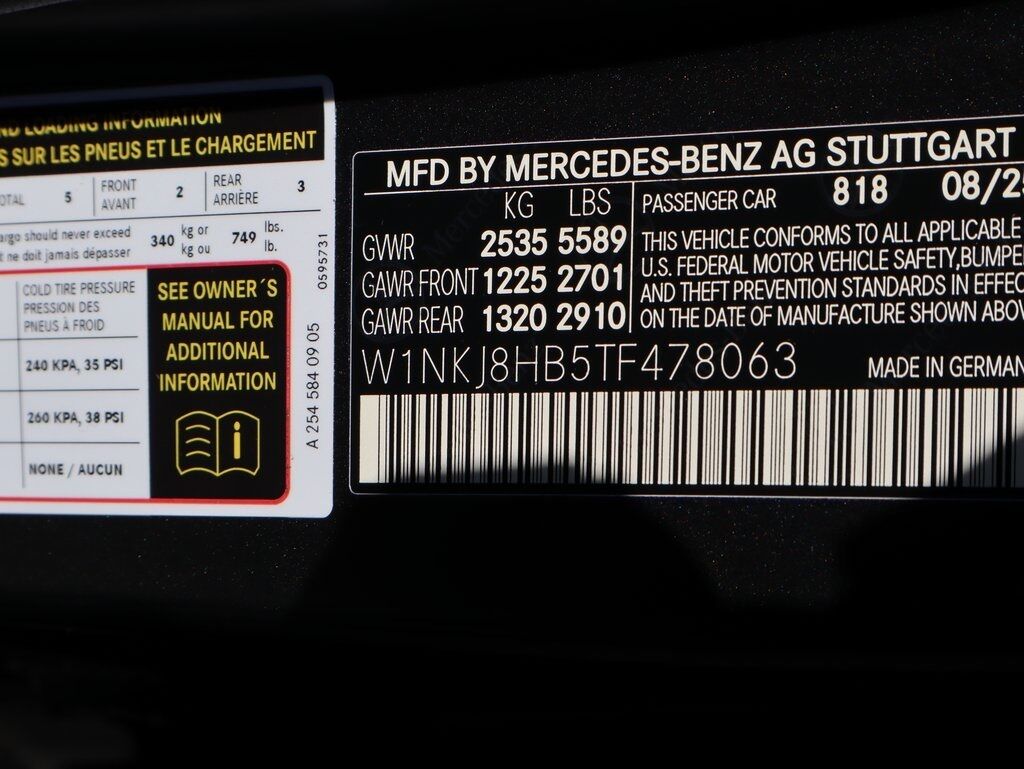 ND LOADING INFORMATION
S SUR LES PNEUS ET LE CHARGEMENT
OTAL 5 FRONT AVANT 2 REAR ARRIÈRE 3
argo should never exceed 340 kg or 749 lbs.
t ne doit jamais dépasser kg ou lb.
COLD TIRE PRESSURE
PRESSION DES
PNEUS À FROID
240 KPA, 35 PSI
260 KPA, 38 PSI
NONE / AUCUN
SEE OWNER´S
MANUAL FOR
ADDITIONAL
INFORMATION
0595731
A 254 584 09 05
MFD BY MERCEDES-BENZ AG STUTTGART
KG LBS
GVWR 2535 5589
GAWR FRONT 1225 2701
GAWR REAR 1320 2910
PASSENGER CAR 818 08/25
THIS VEHICLE CONFORMS TO ALL APPLICABLE
U.S. FEDERAL MOTOR VEHICLE SAFETY,BUMPE
AND THEFT PREVENTION STANDARDS IN EFFEC
ON THE DATE OF MANUFACTURE SHOWN ABOV
W1NKJ8HB5TF478063
MADE IN GERMAN